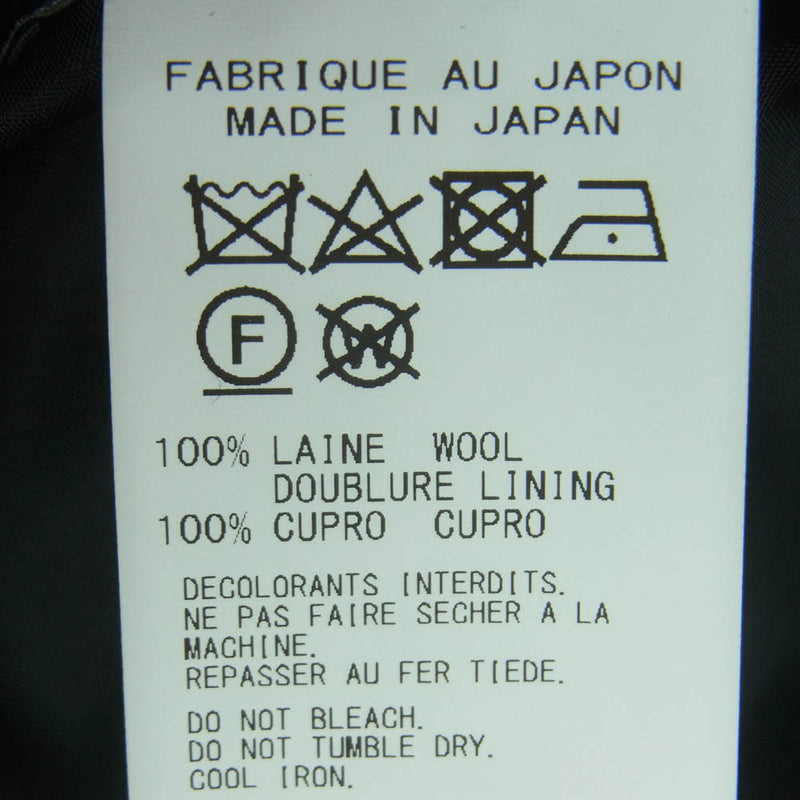 FABRIQUE AU JAPON
MADE IN JAPAN
F W
100% LAINE WOOL
DOUBLURE LINING
100% CUPRO CUPRO
DECOLORANTS INTERDITS.
NE PAS FAIRE SECHER A LA
MACHINE.
REPASSER AU FER TIEDE.
DO NOT BLEACH.
DO NOT TUMBLE DRY.
COOL IRON.